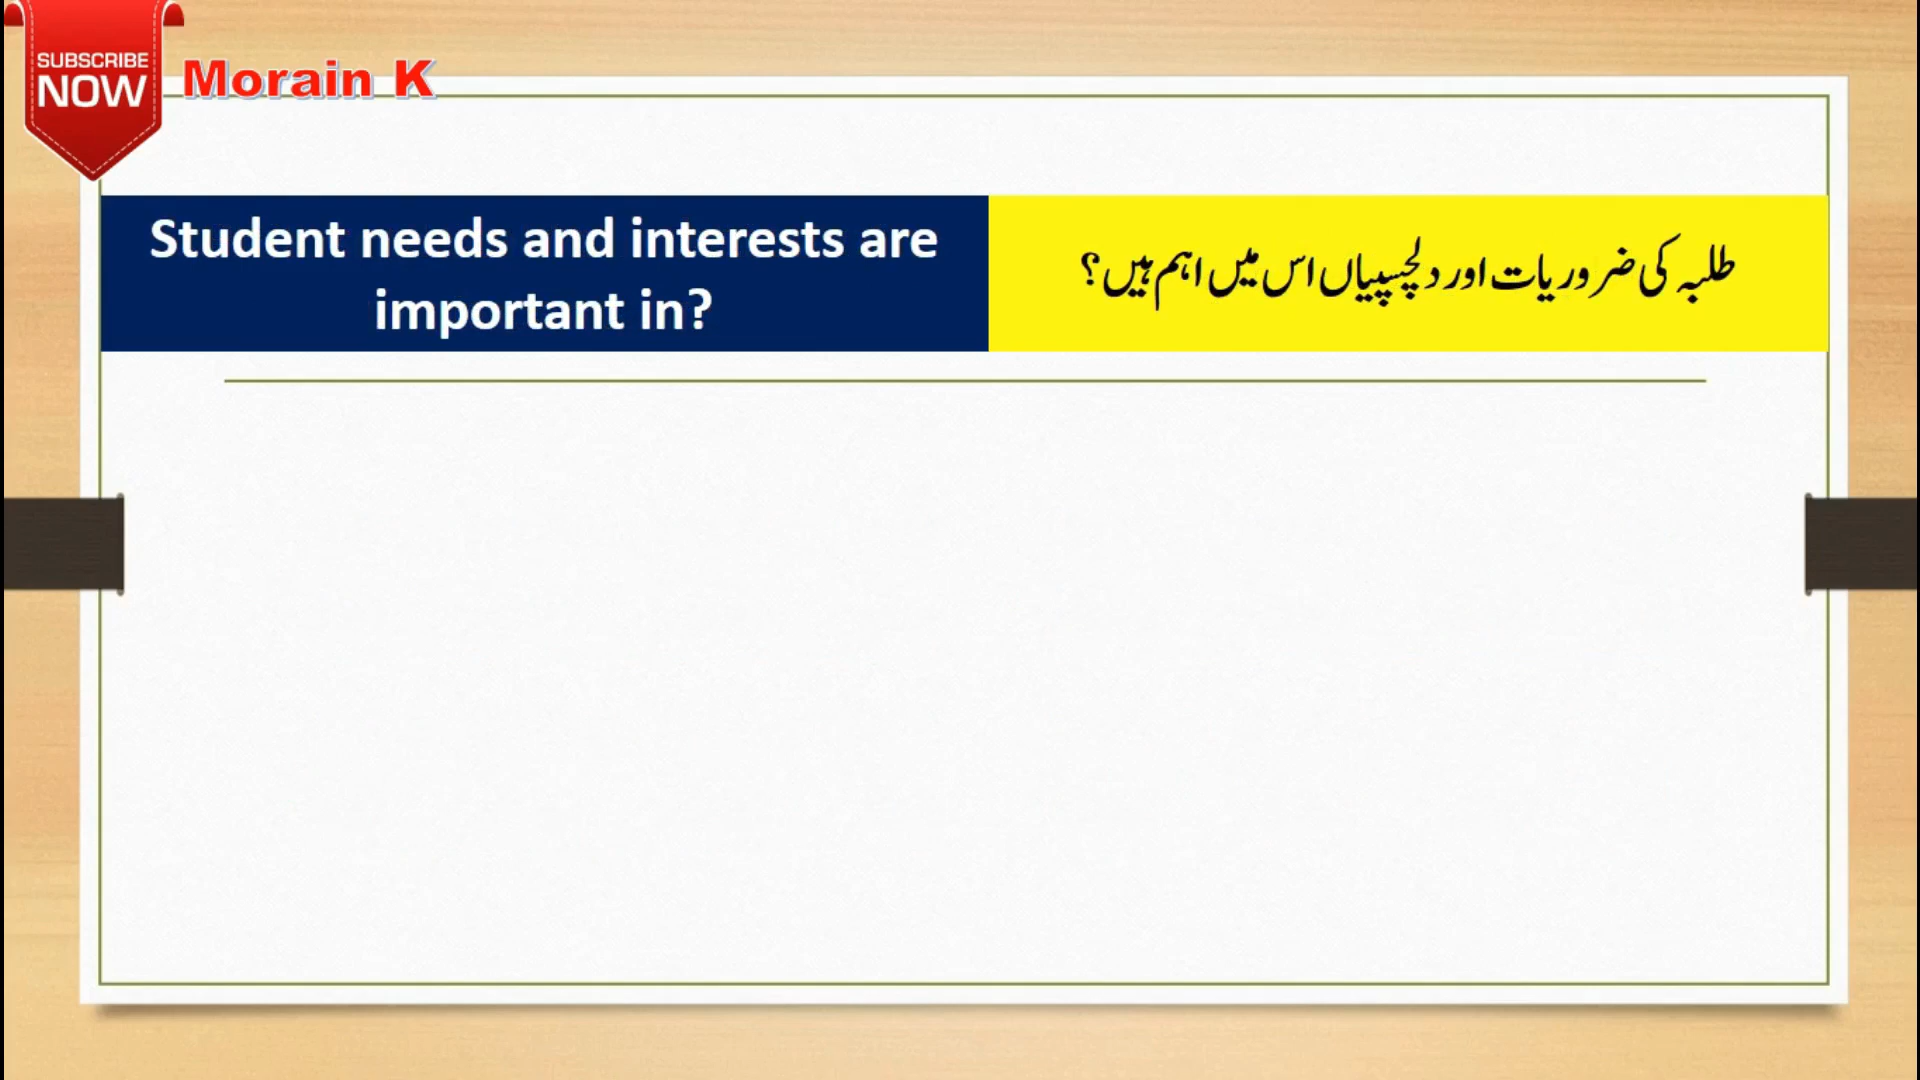 SUBSCRIBE
NOW
Morain K
Student needs and interests are
important in?
طلبہ کی ضروریات اور دلچسپیاں اس میں اہم ہیں؟